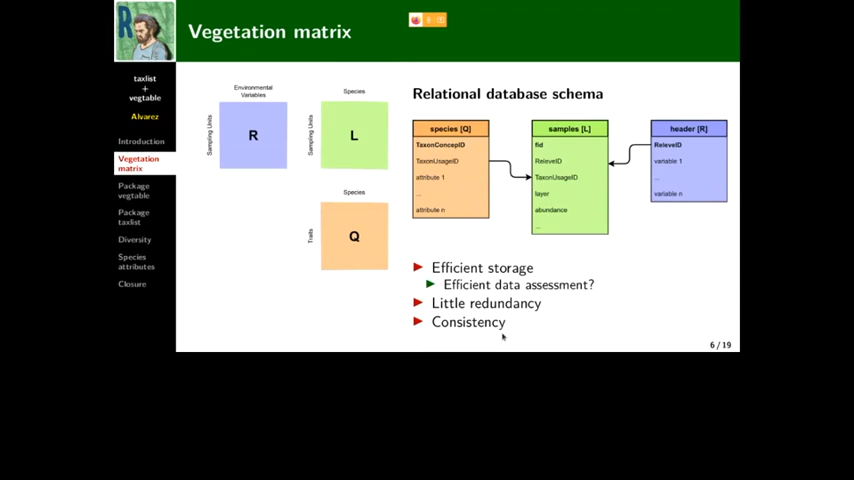 Vegetation matrix
taxlist
+
vegtable
Alvarez
Introduction
Vegetation
matrix
Package
vegtable
Package
taxlist
Diversity
Species
attributes
Closure
Environmental
Variables
Sampling Units
R
Species
Sampling Units
L
Species
Traits
Q
Relational database schema
species [Q]
TaxonConceptID
TaxonUsageID
attribute 1
...
attribute n
samples [L]
fid
ReleveID
TaxonUsageID
layer
abundance
...
header [R]
ReleveID
variable 1
...
variable n
Efficient storage
Efficient data assessment?
Little redundancy
Consistency
6 / 19